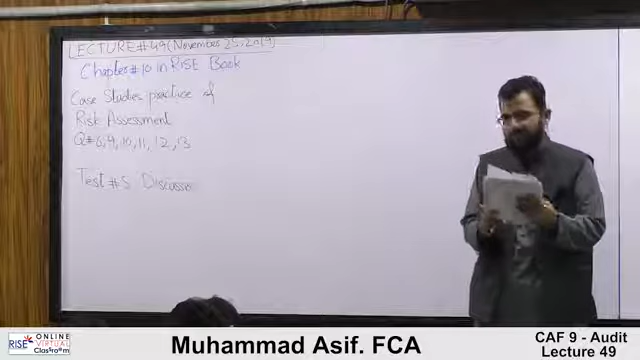 LECTURE#49(November 25, 2019)
Chapter#10 in RISE Book
Case Studies practice of
Risk Assessment
Q#6,9,10,11,12,13
Test #5 Discusso
RISE ONLINE VIRTUAL Classroom
Muhammad Asif. FCA
CAF 9 - Audit
Lecture 49